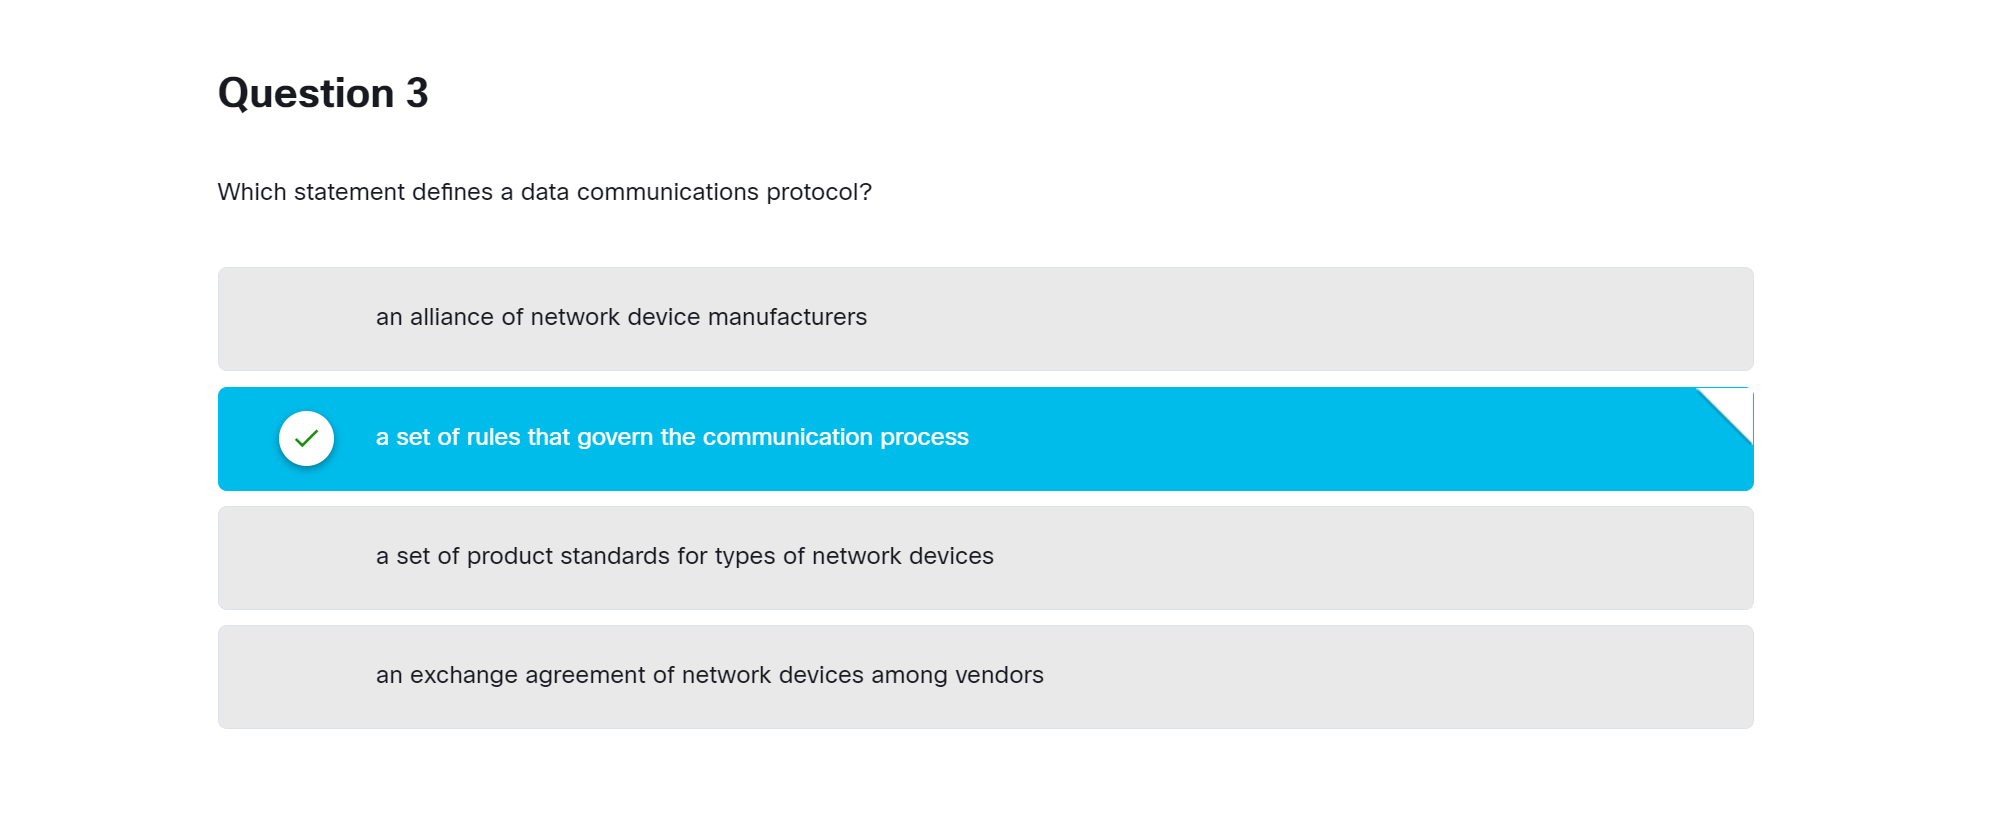 Question 3
Which statement defines a data communications protocol?
an alliance of network device manufacturers
a set of rules that govern the communication process
a set of product standards for types of network devices
an exchange agreement of network devices among vendors